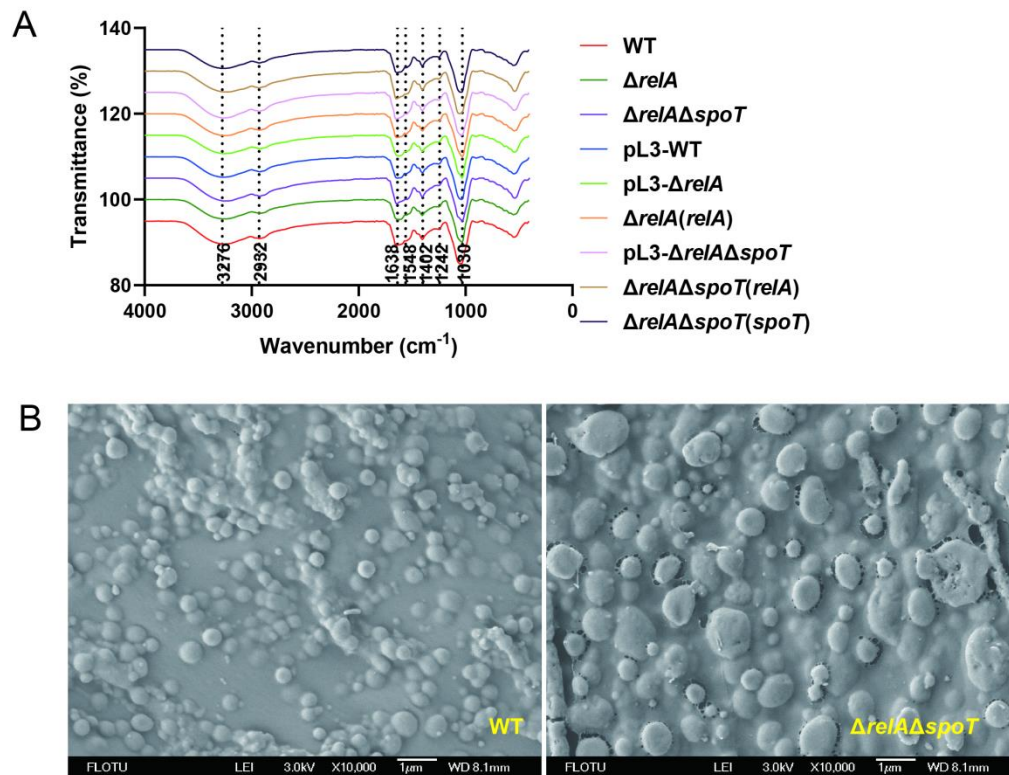 A
140
120
100
80
Transmittance (%)
3276
2932
1638
1548
1402
1242
1030
4000 3000 2000 1000 0
Wavenumber (cm-1)
WT
ΔrelA
ΔrelAΔspoT
pL3-WT
pL3-ΔrelA
ΔrelA(relA)
pL3-ΔrelAΔspoT
ΔrelAΔspoT(relA)
ΔrelAΔspoT(spoT)
B
WT
FLOTU LEI 3.0kV X10,000 1μm WD 8.1mm
ΔrelAΔspoT
FLOTU LEI 3.0kV X10,000 1μm WD 8.1mm